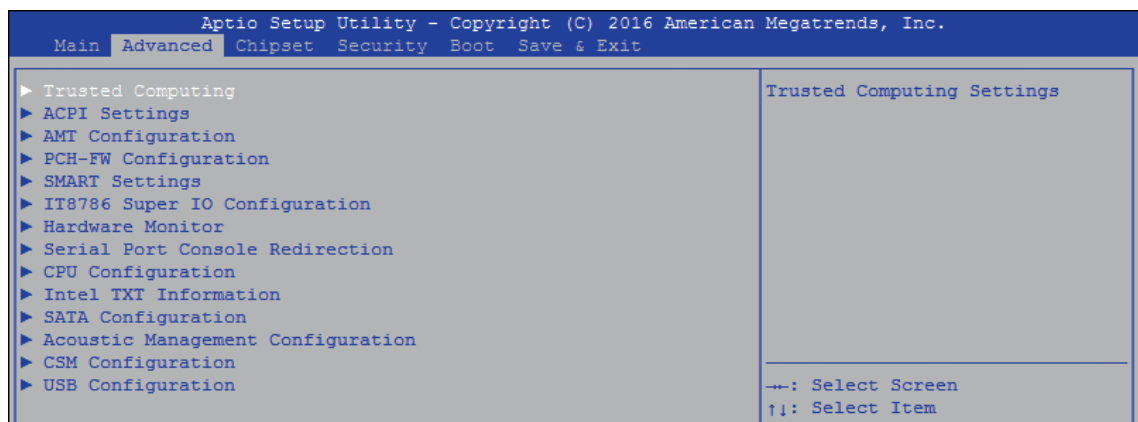 Aptio Setup Utility – Copyright (C) 2016 American Megatrends, Inc.
Main Advanced Chipset Security Boot Save & Exit
▶ Trusted Computing
▶ ACPI Settings
▶ AMT Configuration
▶ PCH-FW Configuration
▶ SMART Settings
▶ IT8786 Super IO Configuration
▶ Hardware Monitor
▶ Serial Port Console Redirection
▶ CPU Configuration
▶ Intel TXT Information
▶ SATA Configuration
▶ Acoustic Management Configuration
▶ CSM Configuration
▶ USB Configuration
Trusted Computing Settings
→←: Select Screen
↑↓: Select Item